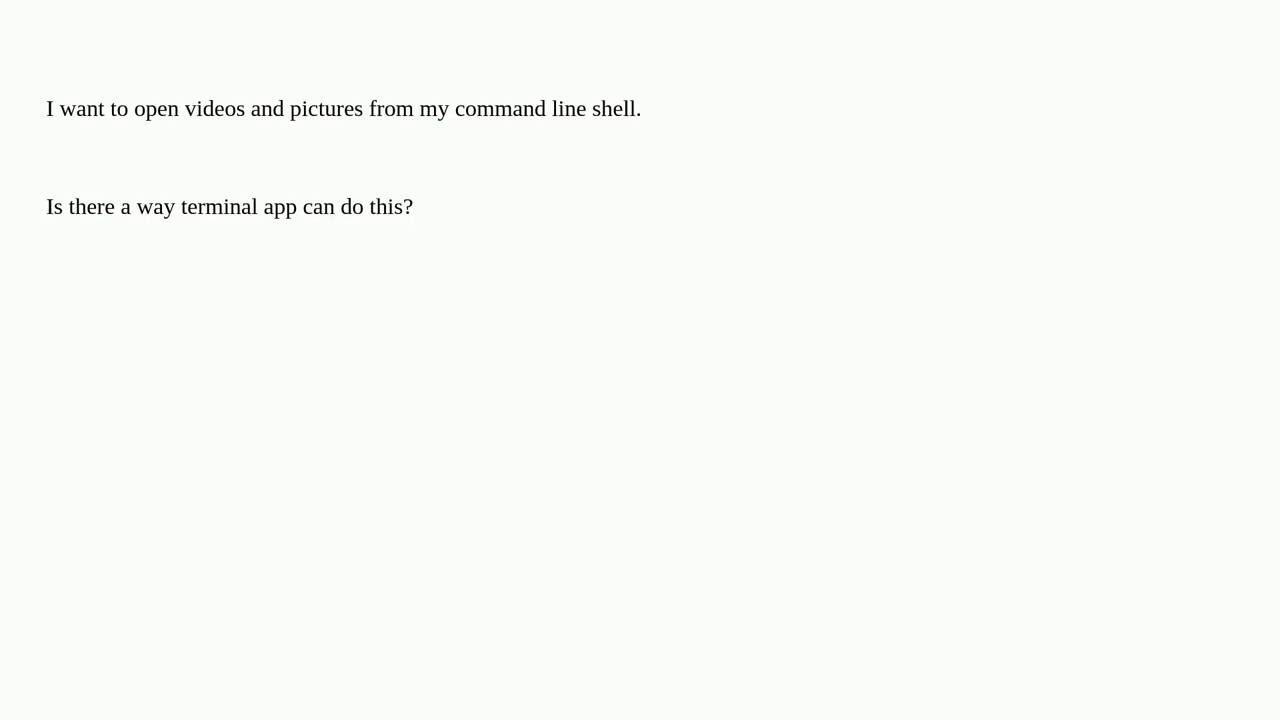 I want to open videos and pictures from my command line shell.
Is there a way terminal app can do this?